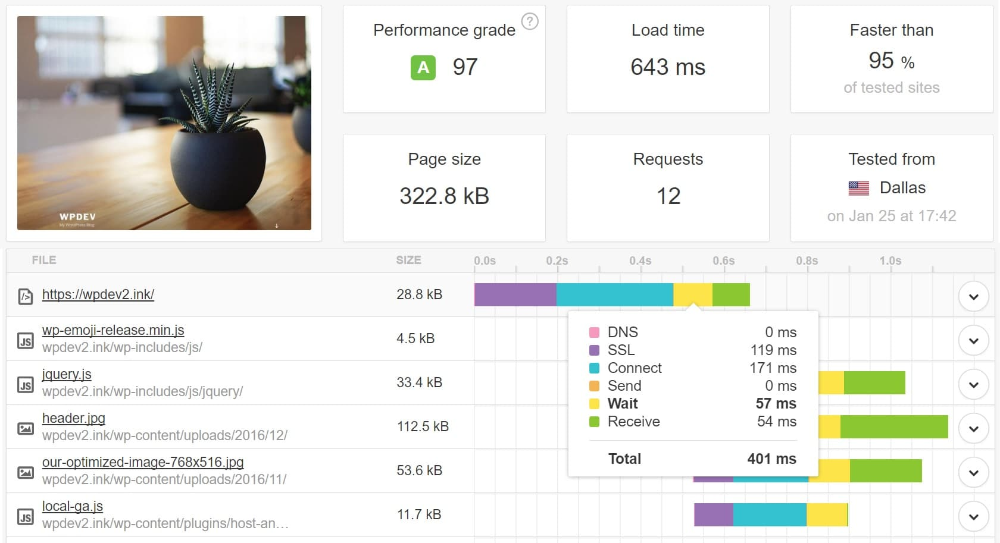 Performance grade ?
A 97
Load time
643 ms
Faster than
95 %
of tested sites
WPDEV
My WordPress Blog
Page size
322.8 kB
Requests
12
Tested from
Dallas
on Jan 25 at 17:42
FILE SIZE 0.0s 0.2s 0.4s 0.6s 0.8s 1.0s
https://wpdev2.ink/ 28.8 kB
wp-emoji-release.min.js
wpdev2.ink/wp-includes/js/
4.5 kB
JS
jquery.js
wpdev2.ink/wp-includes/js/jquery/
33.4 kB
JS
header.jpg
wpdev2.ink/wp-content/uploads/2016/12/
112.5 kB
our-optimized-image-768x516.jpg
wpdev2.ink/wp-content/uploads/2016/11/
53.6 kB
local-ga.js
wpdev2.ink/wp-content/plugins/host-an…
11.7 kB
JS
DNS 0 ms
SSL 119 ms
Connect 171 ms
Send 0 ms
Wait 57 ms
Receive 54 ms
Total 401 ms